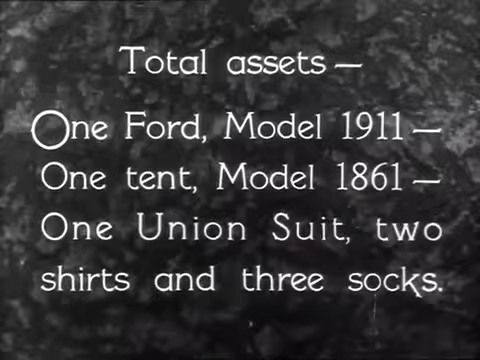 Total assets —
One Ford, Model 1911 —
One tent, Model 1861 —
One Union Suit, two
shirts and three socks.